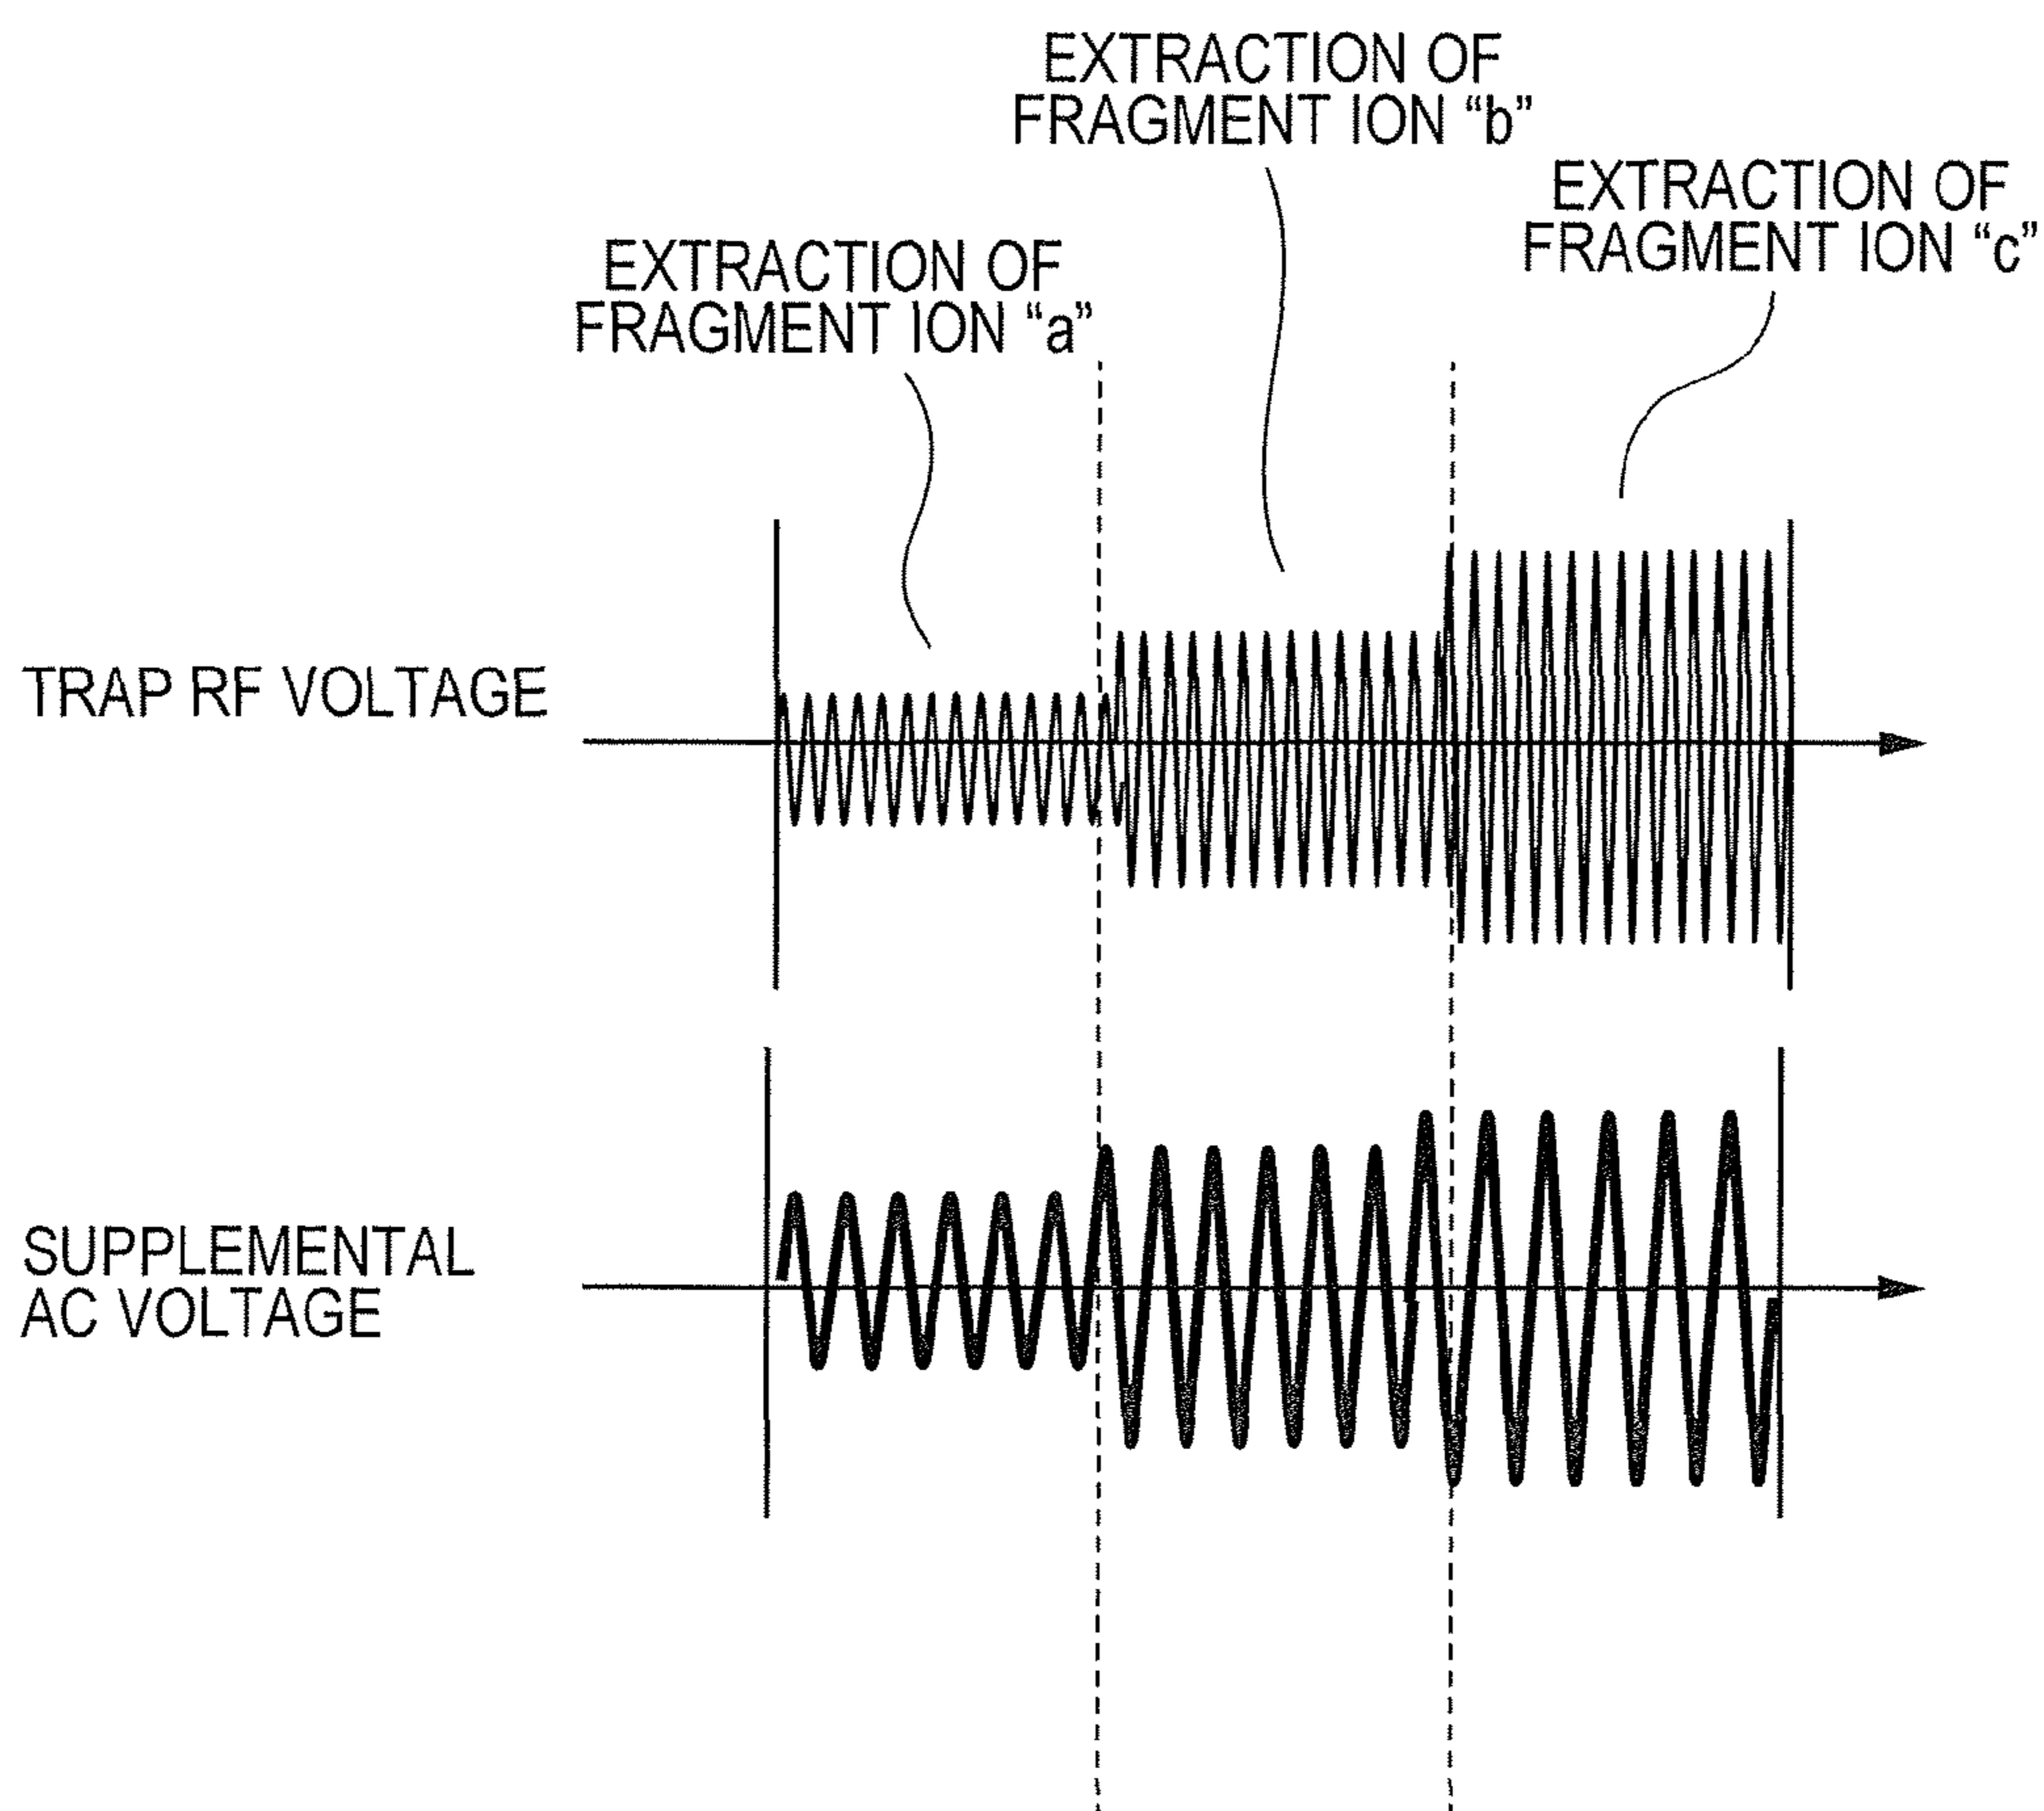 EXTRACTION OF
FRAGMENT ION “b”
EXTRACTION OF
FRAGMENT ION “c”
EXTRACTION OF
FRAGMENT ION “a”
TRAP RF VOLTAGE
SUPPLEMENTAL
AC VOLTAGE